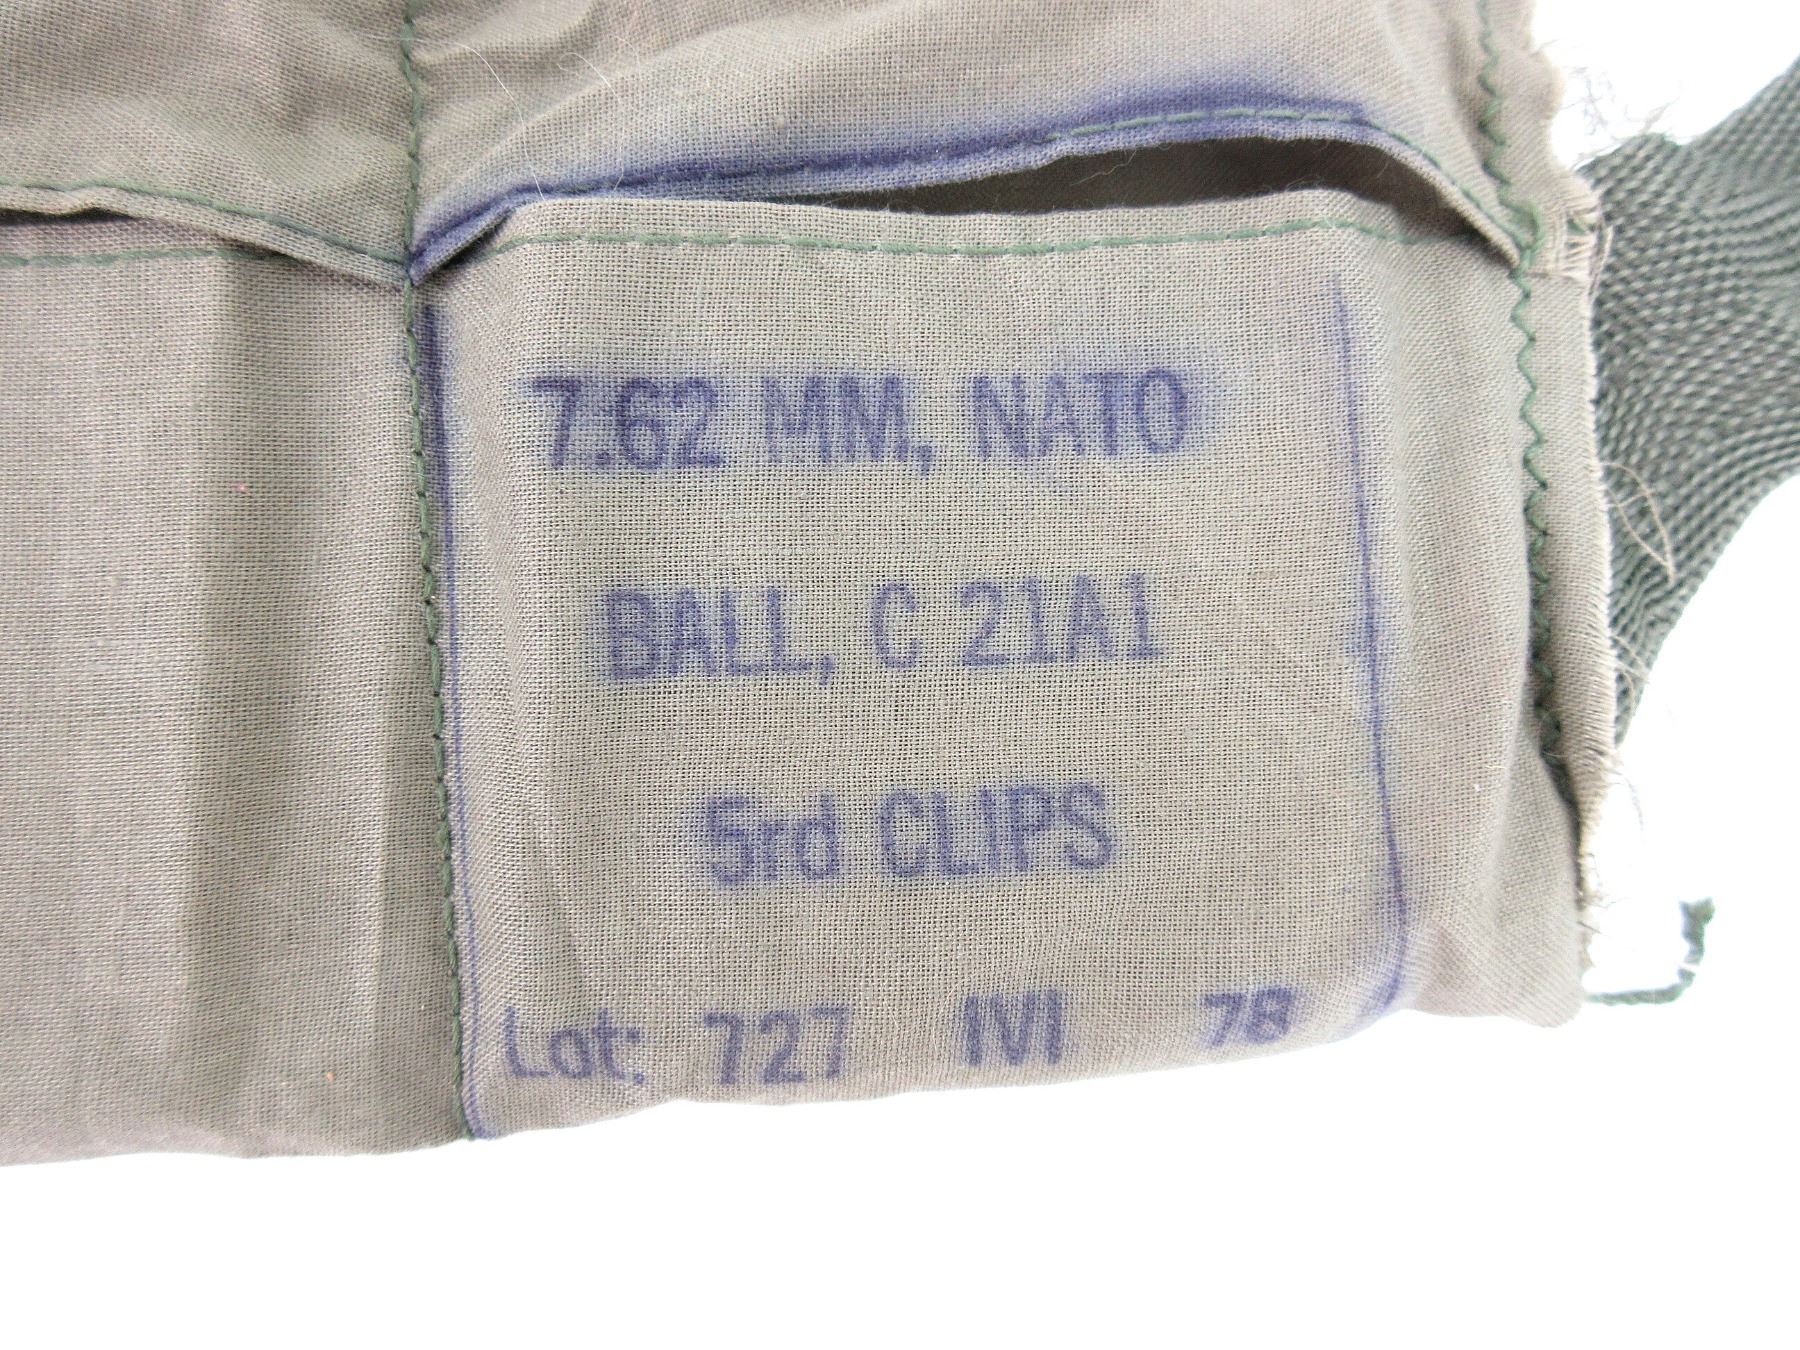 7.62 MM, NATO
BALL, C 21A1
5rd CLIPS
Lot: 727 IVI 78